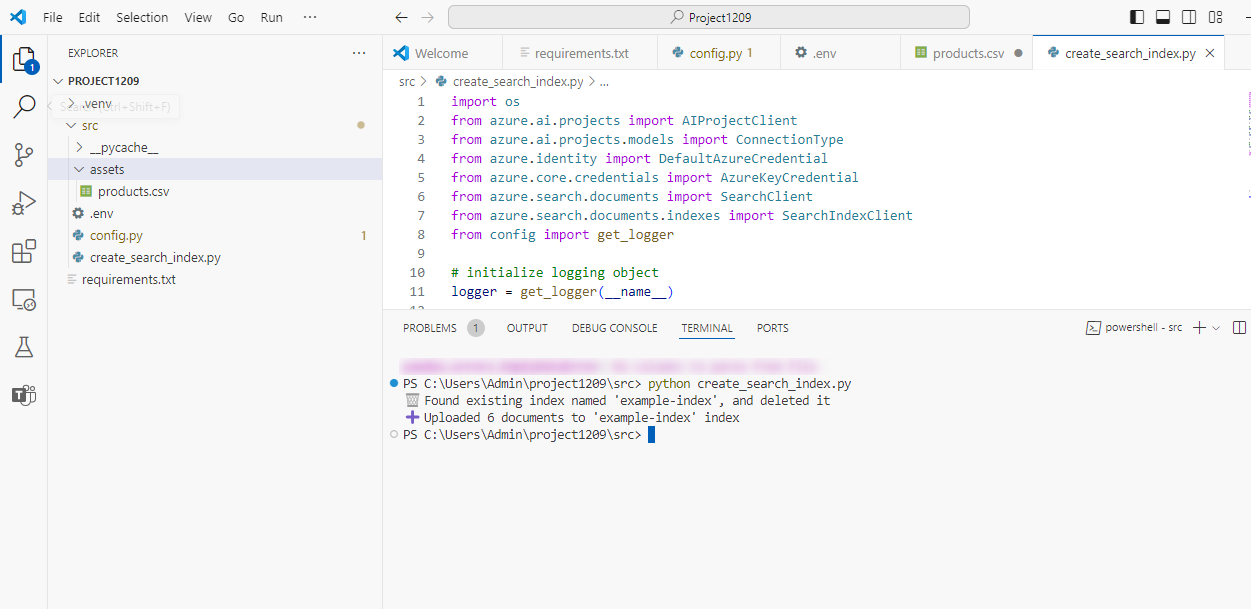 File Edit Selection View Go Run ··· Project1209
EXPLORER ···
PROJECT1209
.venv
src
__pycache__
assets
products.csv
.env
config.py 1
create_search_index.py
requirements.txt
1
Welcome requirements.txt config.py 1 .env products.csv create_search_index.py
src > create_search_index.py > ...
1 import os
2 from azure.ai.projects import AIProjectClient
3 from azure.ai.projects.models import ConnectionType
4 from azure.identity import DefaultAzureCredential
5 from azure.core.credentials import AzureKeyCredential
6 from azure.search.documents import SearchClient
7 from azure.search.documents.indexes import SearchIndexClient
8 from config import get_logger
9
10 # initialize logging object
11 logger = get_logger(__name__)
PROBLEMS 1 OUTPUT DEBUG CONSOLE TERMINAL PORTS powershell - src
PS C:\Users\Admin\project1209\src> python create_search_index.py
Found existing index named 'example-index', and deleted it
➕ Uploaded 6 documents to 'example-index' index
PS C:\Users\Admin\project1209\src>